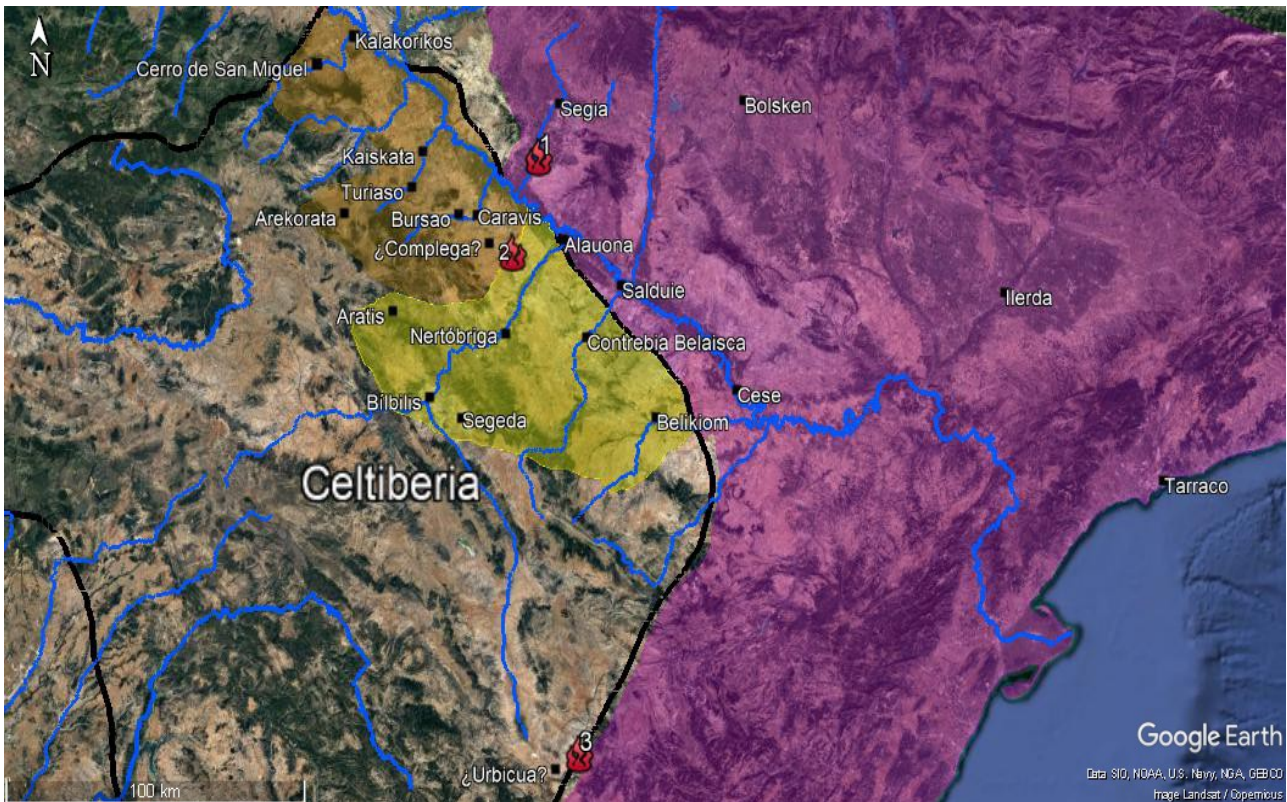 Kalakorikos
N
Cerro de San Miguel
Segia
Bolsken
1
Kaiskata
Turiaso
Arekorata
Bursao
Caravis
¿Complega?
2
Alauona
Salduie
Ilerda
Aratis
Nertóbriga
Contrebia Belaisca
Cese
Bílbilis
Segeda
Belikiom
Celtiberia
Tarraco
3
Google Earth
¿Urbicua?
Data SIO, NOAA, U.S. Navy, NGA, GEBCO
100 km
Image Landsat / Copernicus